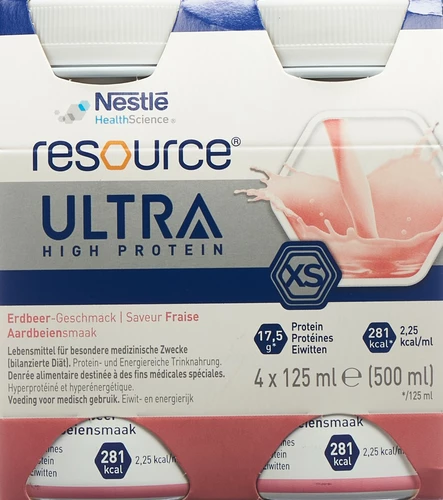 Nestlé
HealthScience®
resource®
ULTRA
HIGH PROTEIN
XS
Erdbeer-Geschmack | Saveur Fraise
Aardbeiensmaak
17,5 g* Protein Protéines Eiwitten
281 kcal* 2,25 kcal/ml
Lebensmittel für besondere medizinische Zwecke
(bilanzierte Diät). Protein- und Energiereiche Trinknahrung.
Denrée alimentaire destinée à des fins médicales spéciales.
Hyperprotéiné et hyperénergétique.
Voeding voor medisch gebruik. Eiwit- en energierijk
4 x 125 ml ℮ (500 ml)
*/125 ml
eiensmaak
281 kcal 2,25 kcal/m
eiensmaak
281 kcal 2,25 kcal/